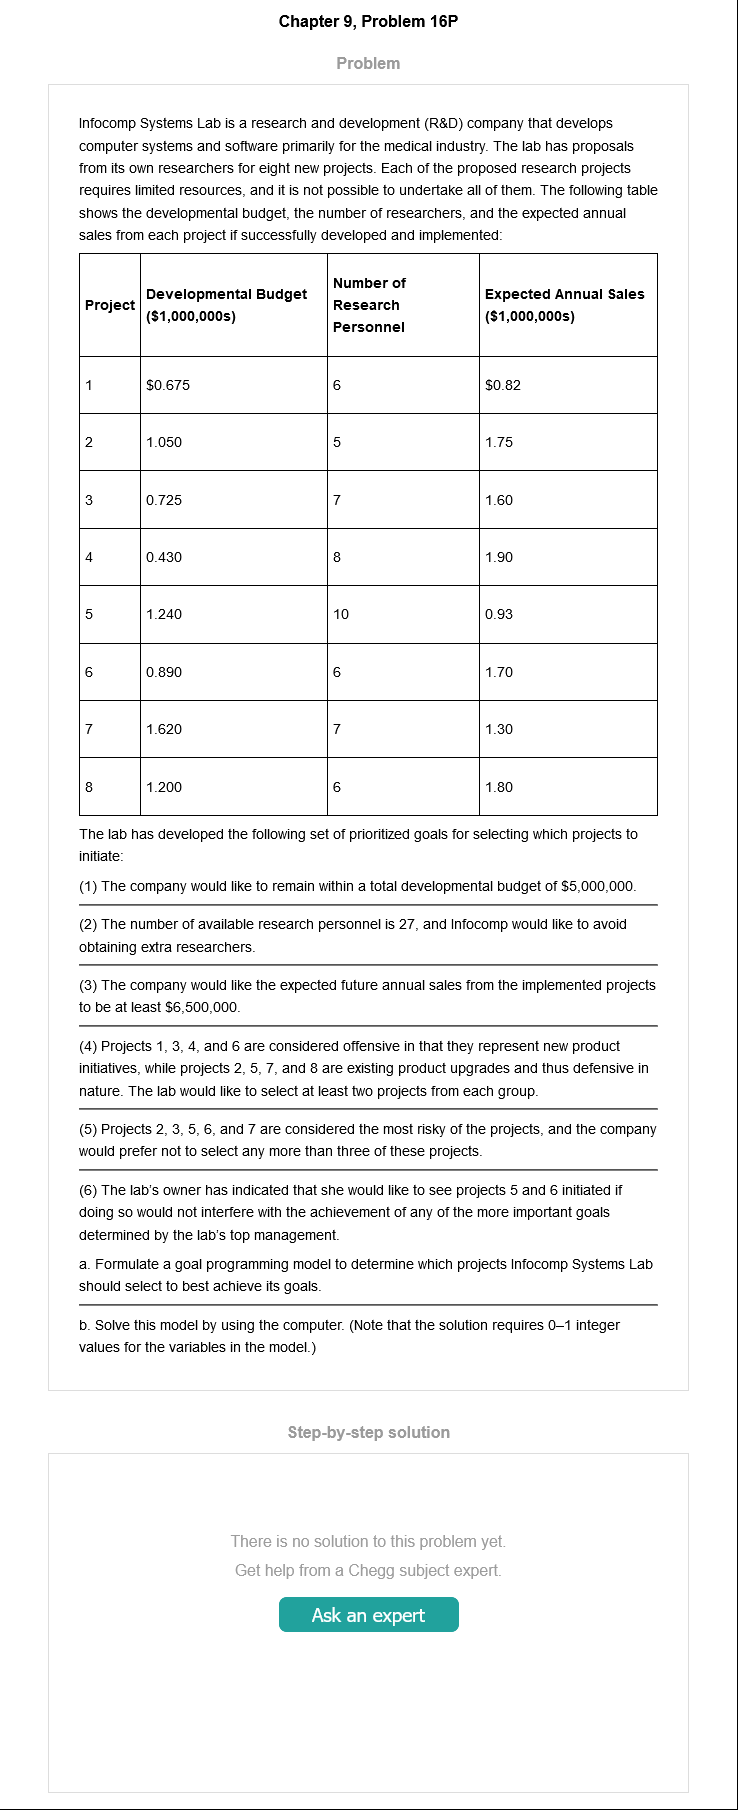 Chapter 9, Problem 16P
Problem
Infocomp Systems Lab is a research and development (R&D) company that develops
computer systems and software primarily for the medical industry. The lab has proposals
from its own researchers for eight new projects. Each of the proposed research projects
requires limited resources, and it is not possible to undertake all of them. The following table
shows the developmental budget, the number of researchers, and the expected annual
sales from each project if successfully developed and implemented:
Project Developmental Budget ($1,000,000s) Number of Research Personnel Expected Annual Sales ($1,000,000s)
1 $0.675 6 $0.82
2 1.050 5 1.75
3 0.725 7 1.60
4 0.430 8 1.90
5 1.240 10 0.93
6 0.890 6 1.70
7 1.620 7 1.30
8 1.200 6 1.80
The lab has developed the following set of prioritized goals for selecting which projects to
initiate:
(1) The company would like to remain within a total developmental budget of $5,000,000.
(2) The number of available research personnel is 27, and Infocomp would like to avoid
obtaining extra researchers.
(3) The company would like the expected future annual sales from the implemented projects
to be at least $6,500,000.
(4) Projects 1, 3, 4, and 6 are considered offensive in that they represent new product
initiatives, while projects 2, 5, 7, and 8 are existing product upgrades and thus defensive in
nature. The lab would like to select at least two projects from each group.
(5) Projects 2, 3, 5, 6, and 7 are considered the most risky of the projects, and the company
would prefer not to select any more than three of these projects.
(6) The lab's owner has indicated that she would like to see projects 5 and 6 initiated if
doing so would not interfere with the achievement of any of the more important goals
determined by the lab's top management.
a. Formulate a goal programming model to determine which projects Infocomp Systems Lab
should select to best achieve its goals.
b. Solve this model by using the computer. (Note that the solution requires 0–1 integer
values for the variables in the model.)
Step-by-step solution
There is no solution to this problem yet.
Get help from a Chegg subject expert.
Ask an expert